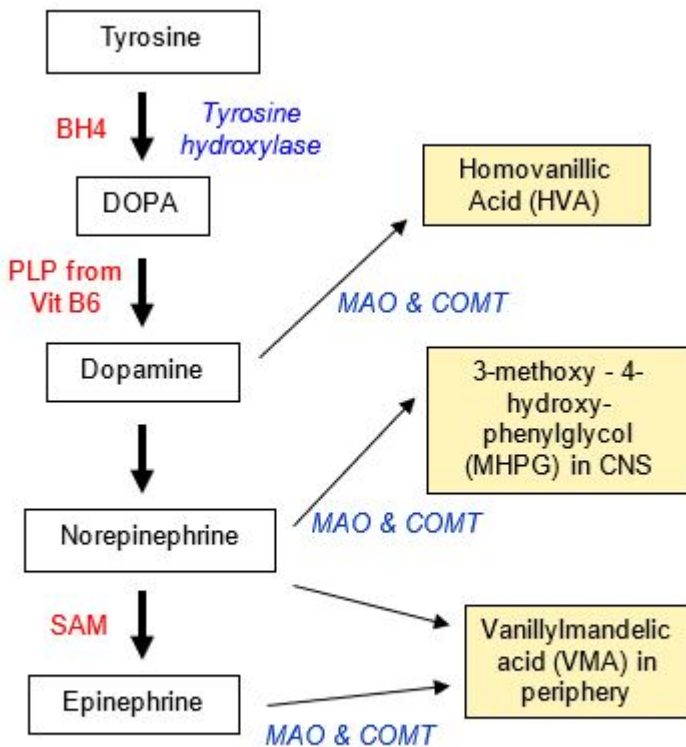 Tyrosine
BH4
Tyrosine
hydroxylase
DOPA
Homovanillic
Acid (HVA)
PLP from
Vit B6
MAO & COMT
Dopamine
3-methoxy - 4-
hydroxy-
phenylglycol
(MHPG) in CNS
Norepinephrine
MAO & COMT
SAM
Vanillylmandelic
acid (VMA) in
periphery
Epinephrine
MAO & COMT